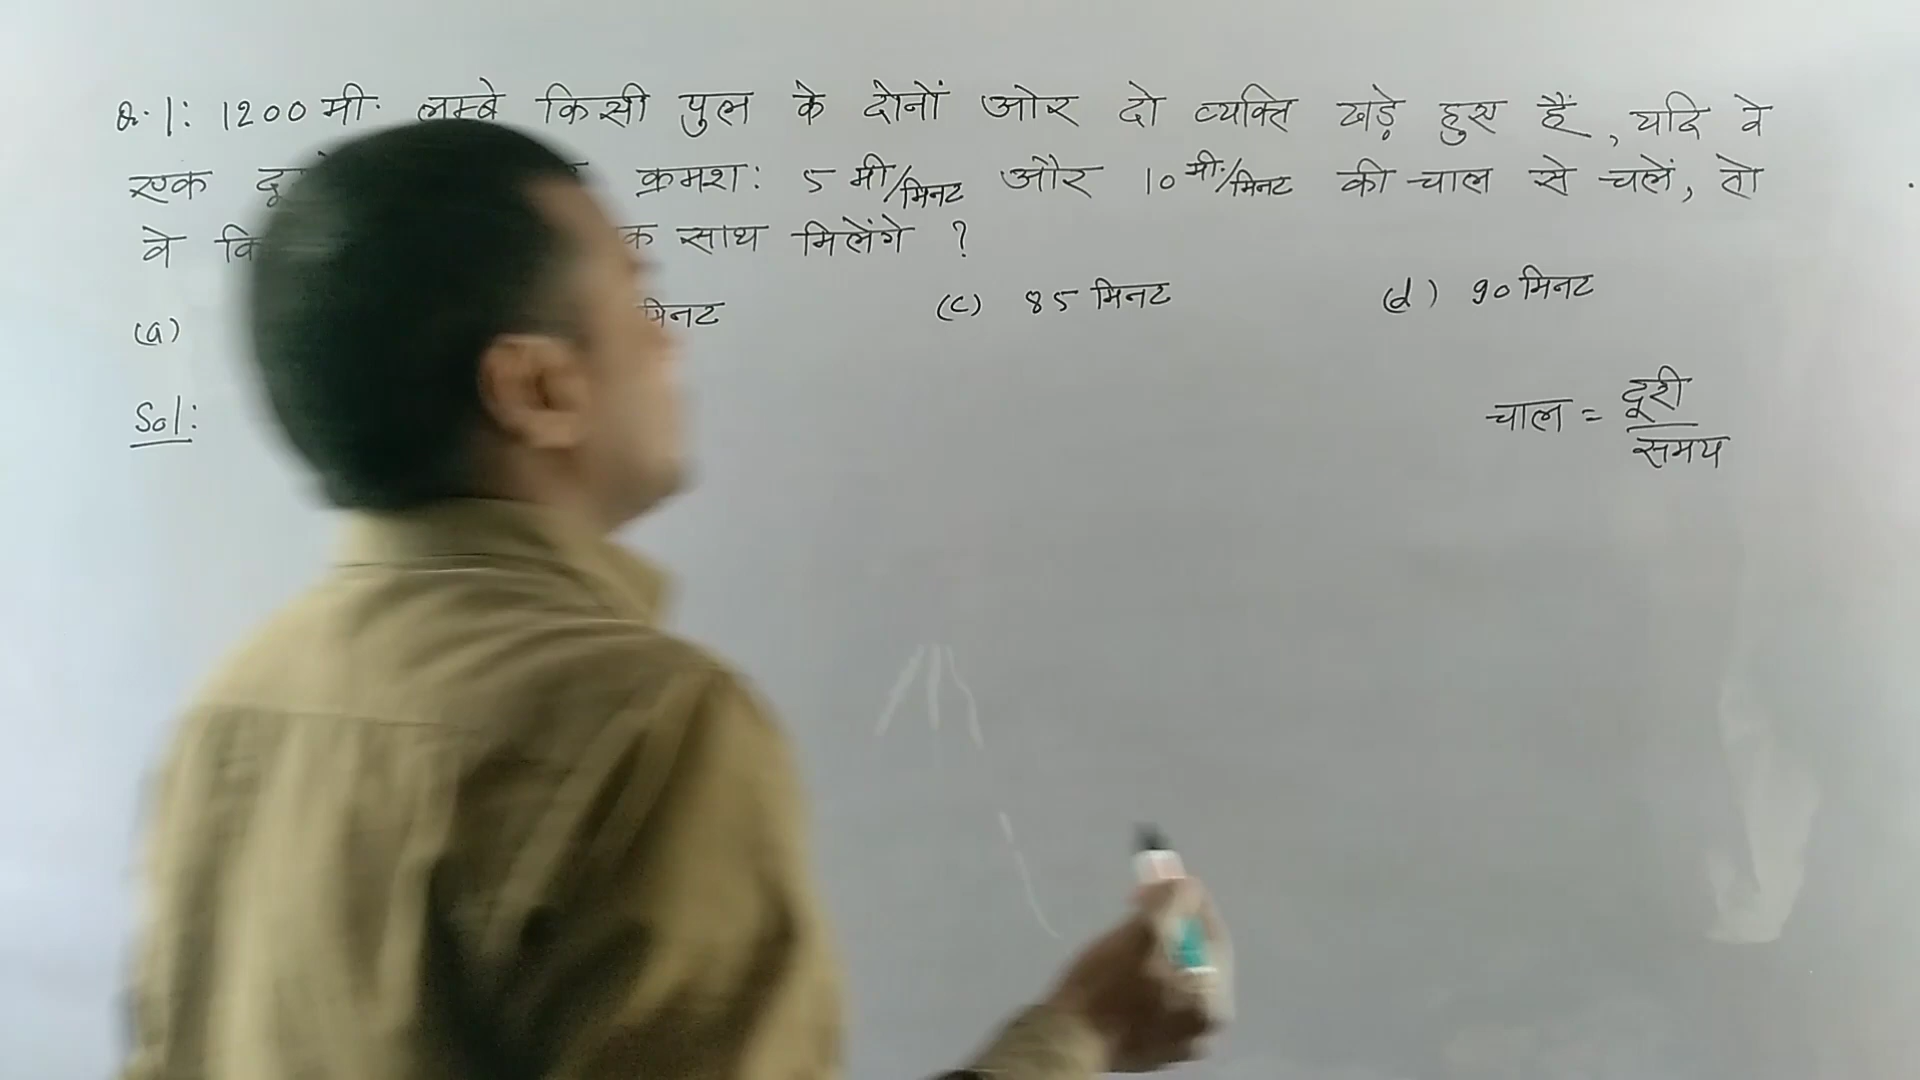 Q.1: 1200 मी. लम्बे किसी पुल के दोनों ओर दो व्यक्ति खड़े हुए हैं, यदि वे
एक क्रमश: 5 मी/मिनट और 10 मी./मिनट की चाल से चलें, तो
वे साथ मिलेंगे ?
(a) मिनट (c) 85 मिनट (d) 90 मिनट
Sol:
चाल = दूरी/समय